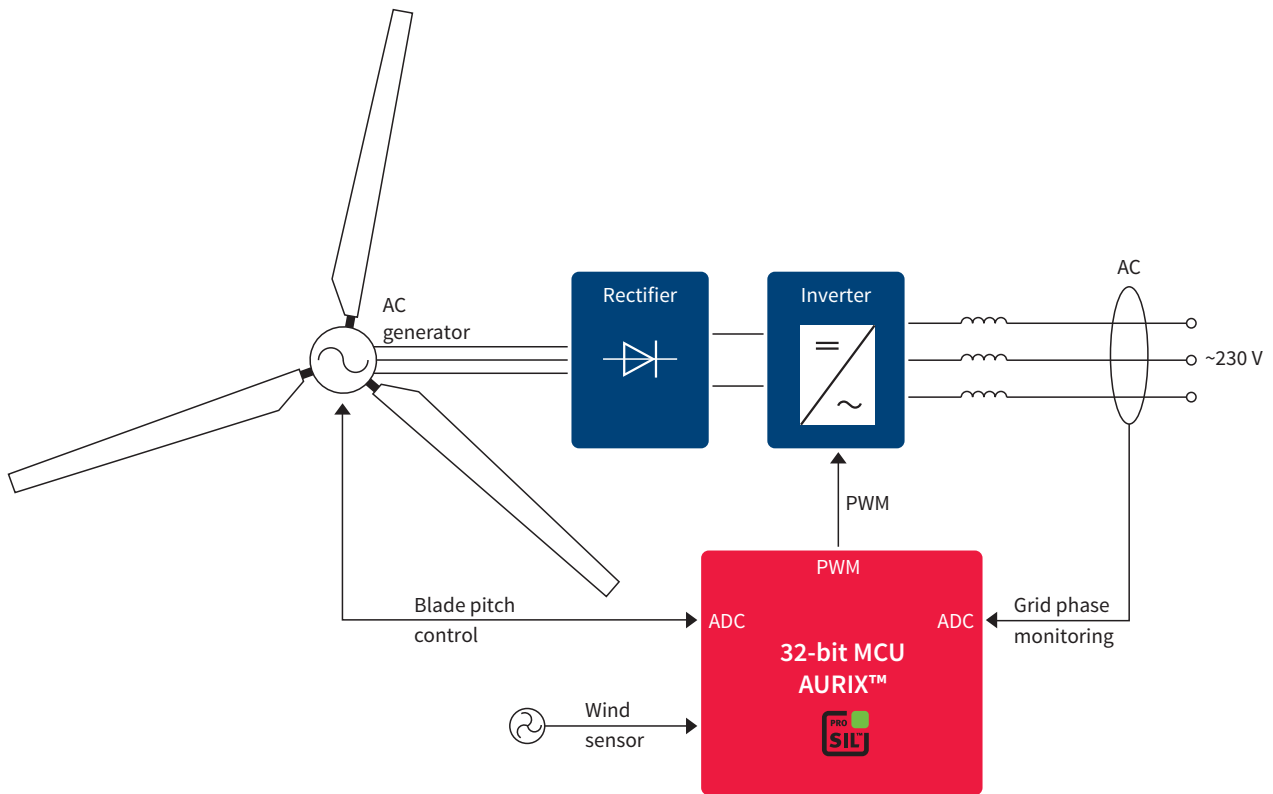 AC
generator
Rectifier
Inverter
AC
~230 V
PWM
PWM
Blade pitch
control
ADC
ADC
Grid phase
monitoring
32-bit MCU
AURIX™
Wind
sensor
PRO
SIL™